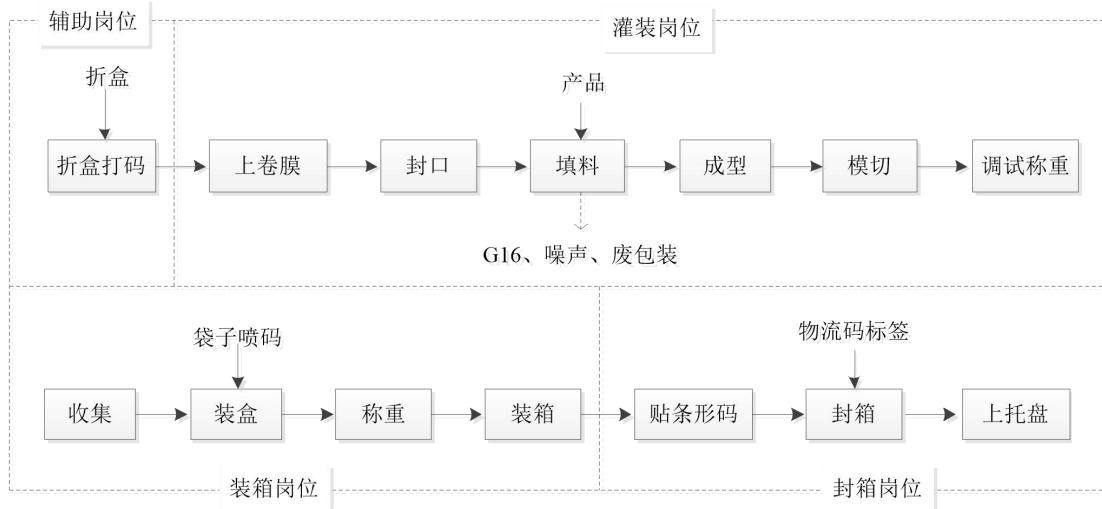 辅助岗位
灌装岗位
折盒
产品
折盒打码
上卷膜
封口
填料
成型
模切
调试称重
G16、噪声、废包装
袋子喷码
物流码标签
收集
装盒
称重
装箱
贴条形码
封箱
上托盘
装箱岗位
封箱岗位